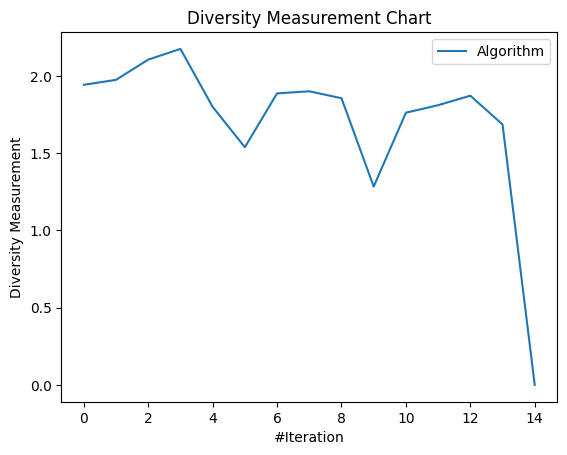 Diversity Measurement Chart
Algorithm
2.0
1.5
1.0
0.5
0.0
Diversity Measurement
0 2 4 6 8 10 12 14
#Iteration